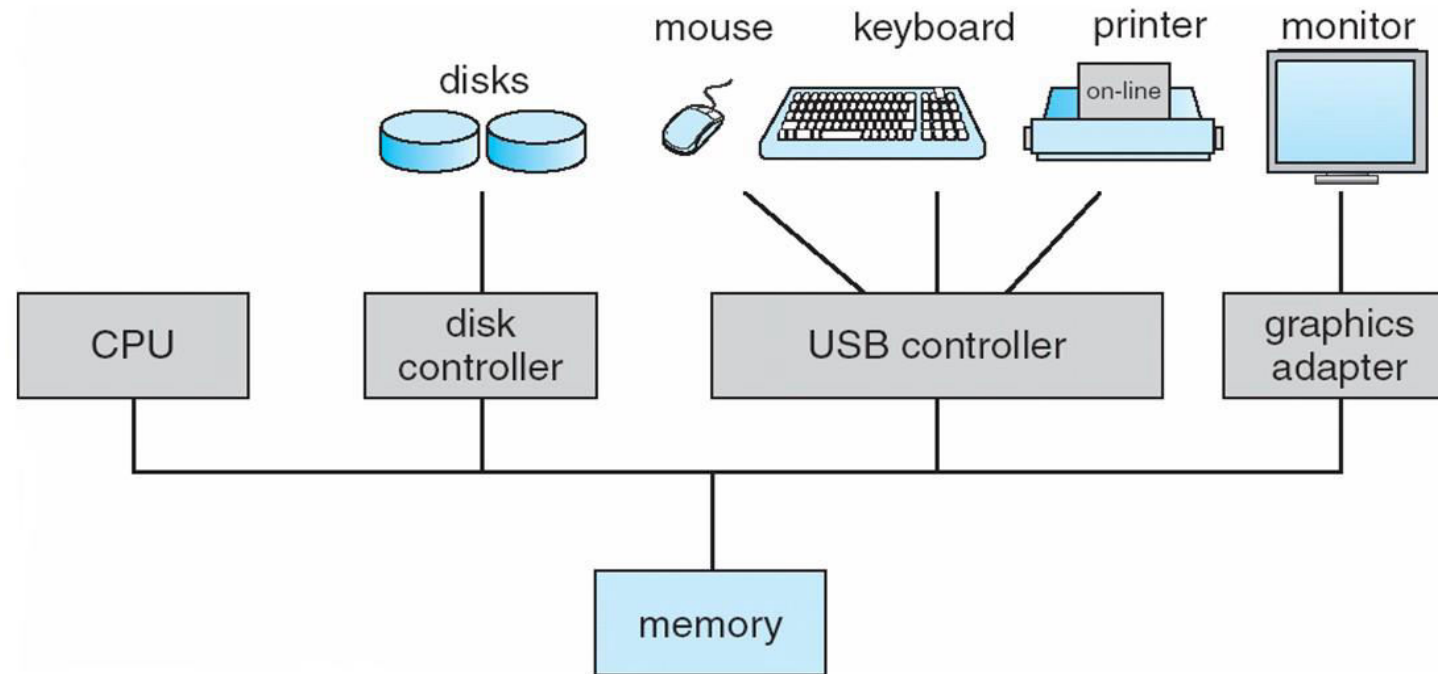 mouse
keyboard
printer
monitor
disks
on-line
CPU
disk
controller
USB controller
graphics
adapter
memory